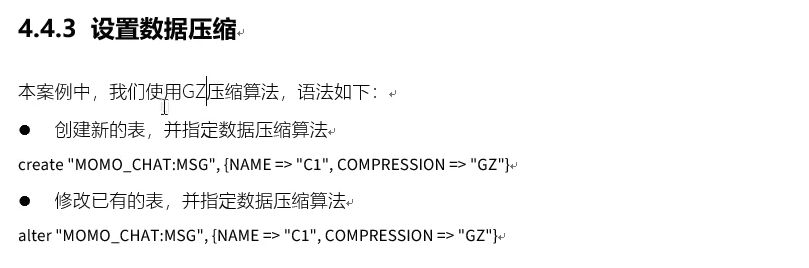 4.4.3 设置数据压缩
本案例中，我们使用GZ压缩算法，语法如下：
● 创建新的表，并指定数据压缩算法
create "MOMO_CHAT:MSG", {NAME => "C1", COMPRESSION => "GZ"}
● 修改已有的表，并指定数据压缩算法
alter "MOMO_CHAT:MSG", {NAME => "C1", COMPRESSION => "GZ"}